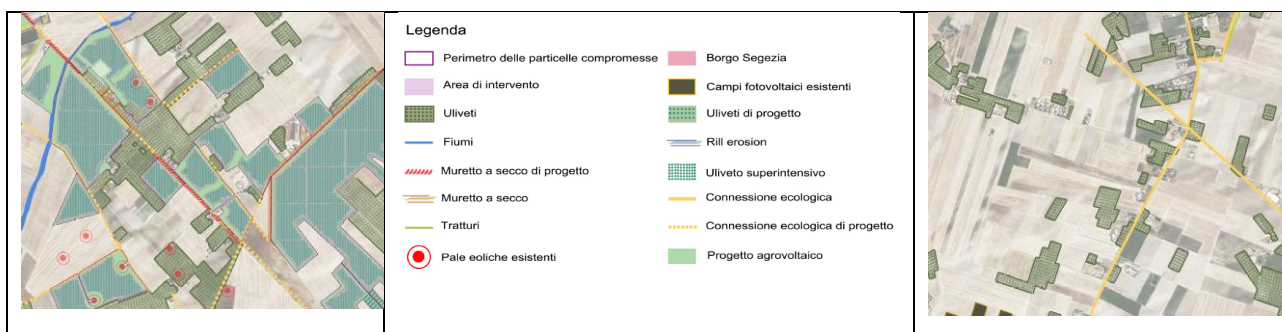 Legenda
Perimetro delle particelle compromesse
Area di intervento
Uliveti
Fiumi
Muretto a secco di progetto
Muretto a secco
Tratturi
Pale eoliche esistenti
Borgo Segezia
Campi fotovoltaici esistenti
Uliveti di progetto
Rill erosion
Uliveto superintensivo
Connessione ecologica
Connessione ecologica di progetto
Progetto agrovoltaico